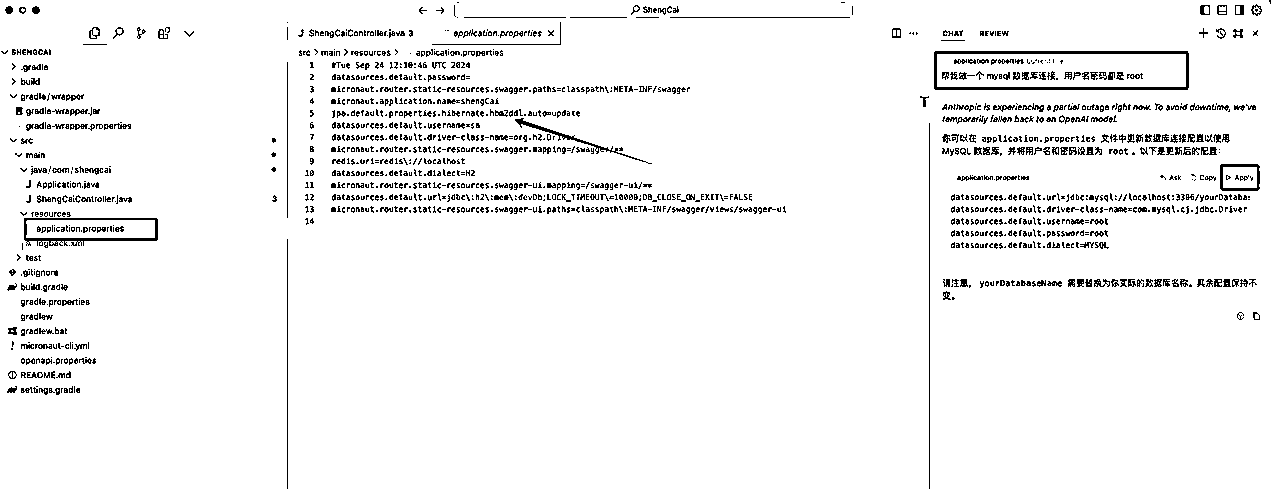 ShengCai
SHENGCAI
.gradle
build
gradle/wrapper
gradle-wrapper.jar
gradle-wrapper.properties
src
main
java/com/shengcai
Application.java
ShengCaiController.java 3
resources
application.properties
logback.xml
test
.gitignore
build.gradle
gradle.properties
gradlew
gradlew.bat
micronaut-cli.yml
openapi.properties
README.md
settings.gradle
ShengCaiController.java 3 application.properties
src > main > resources > application.properties
1 #Tue Sep 24 12:10:46 UTC 2024
2 datasources.default.password=
3 micronaut.router.static-resources.swagger.paths=classpath\:META-INF/swagger
4 micronaut.application.name=shengCai
5 jpa.default.properties.hibernate.hbm2ddl.auto=update
6 datasources.default.username=sa
7 datasources.default.driver-class-name=org.h2.Driver
8 micronaut.router.static-resources.swagger.mapping=/swagger/**
9 redis.uri=redis\://localhost
10 datasources.default.dialect=H2
11 micronaut.router.static-resources.swagger-ui.mapping=/swagger-ui/**
12 datasources.default.url=jdbc\:h2\:mem\:devDb;LOCK_TIMEOUT\=10000;DB_CLOSE_ON_EXIT\=FALSE
13 micronaut.router.static-resources.swagger-ui.paths=classpath\:META-INF/swagger/views/swagger-ui
14
CHAT REVIEW
application.properties Current file
帮我做一个 mysql 数据库连接，用户名密码都是 root
Anthropic is experiencing a partial outage right now. To avoid downtime, we've
temporarily fallen back to an OpenAI model.
你可以在 application.properties 文件中更新数据库连接配置以使用
MySQL 数据库，并将用户名和密码设置为 root 。以下是更新后的配置：
application.properties Ask Copy Apply
datasources.default.url=jdbc:mysql://localhost:3306/yourDatabas
datasources.default.driver-class-name=com.mysql.cj.jdbc.Driver
datasources.default.username=root
datasources.default.password=root
datasources.default.dialect=MYSQL
请注意， yourDatabaseName 需要替换为你实际的数据库名称。其余配置保持不
变。